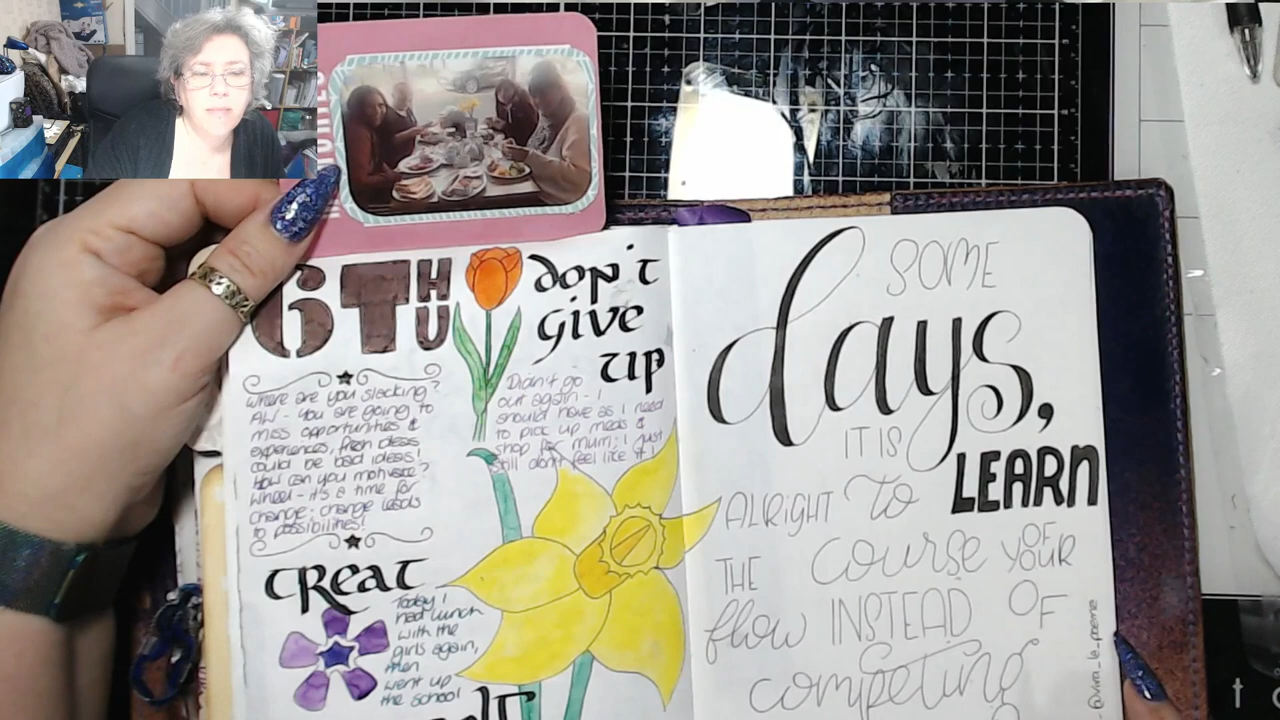 6TH
THU
don't
give
up
where are you slacking?
AW - you are going to
miss opportunities &
experiences, fresh ideas
could be bad ideas!
How can you motivate?
Wheel - it's a time for
change: change leads
to possibilities!
Didn't go
out again - I
should have as I need
to pick up meds &
shop for mum; I just
still don't feel like it!
TREAT
Today I
had lunch
with the
girls again,
then
went up
the school
SOME
days,
IT IS
LEARN
ALRIGHT to
THE course OF YOUR
flow INSTEAD OF
competing